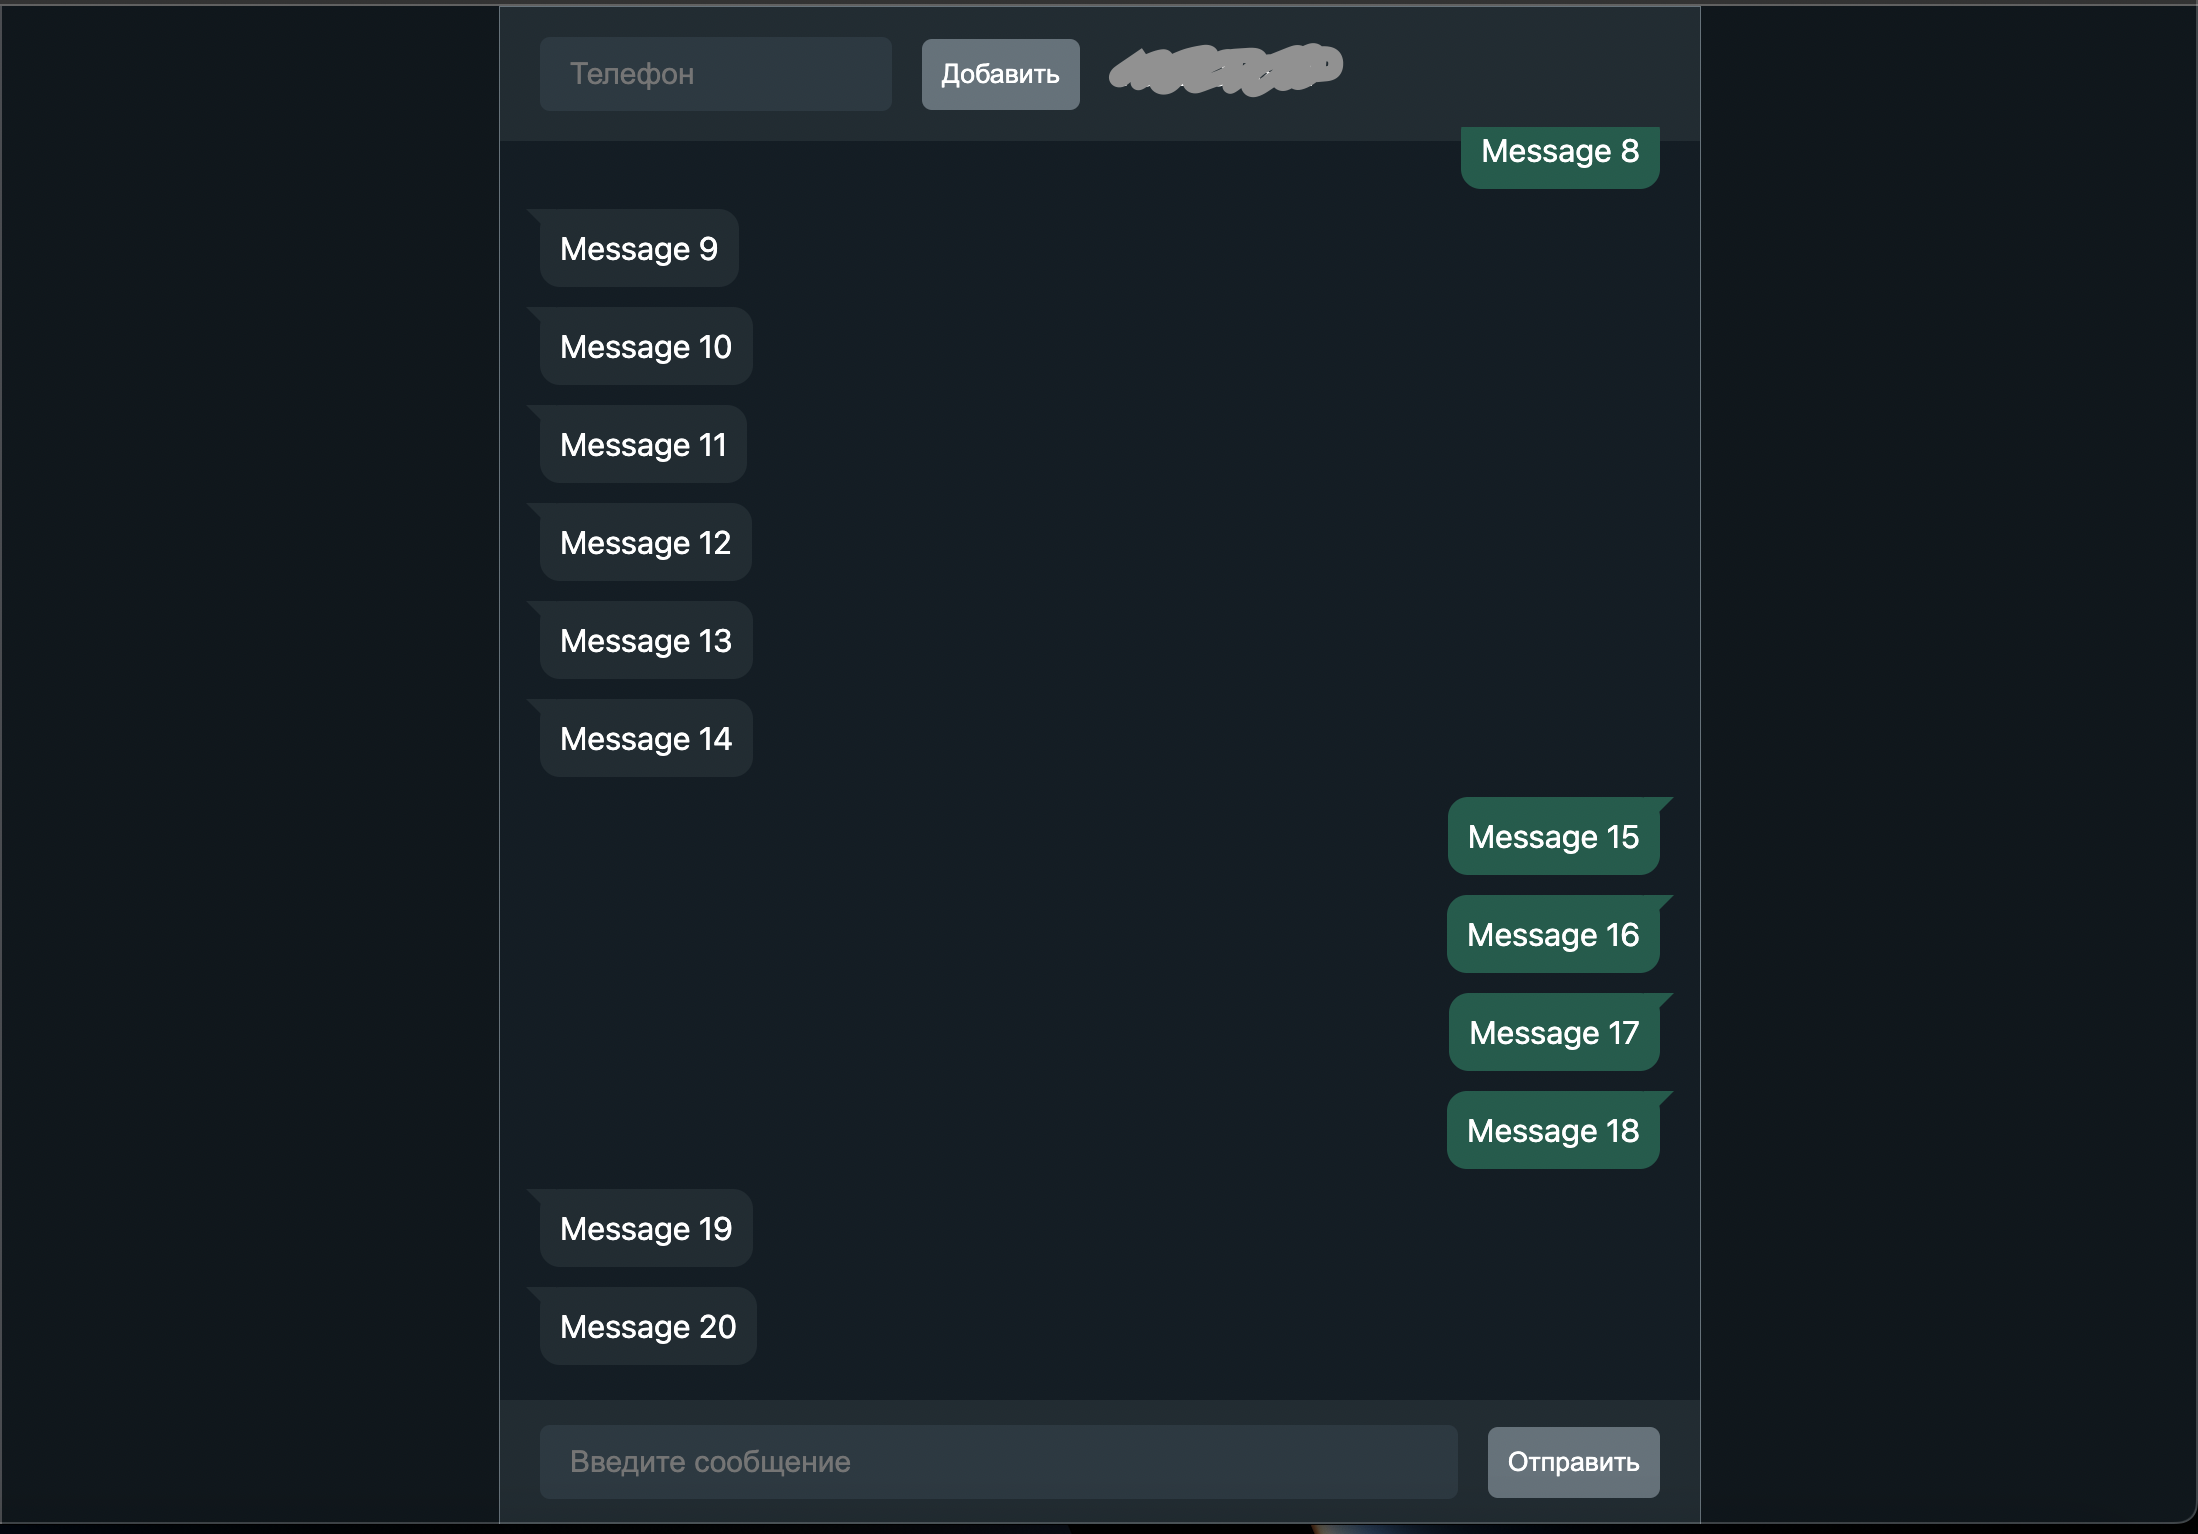 Телефон
Добавить
Message 8
Message 9
Message 10
Message 11
Message 12
Message 13
Message 14
Message 15
Message 16
Message 17
Message 18
Message 19
Message 20
Введите сообщение
Отправить